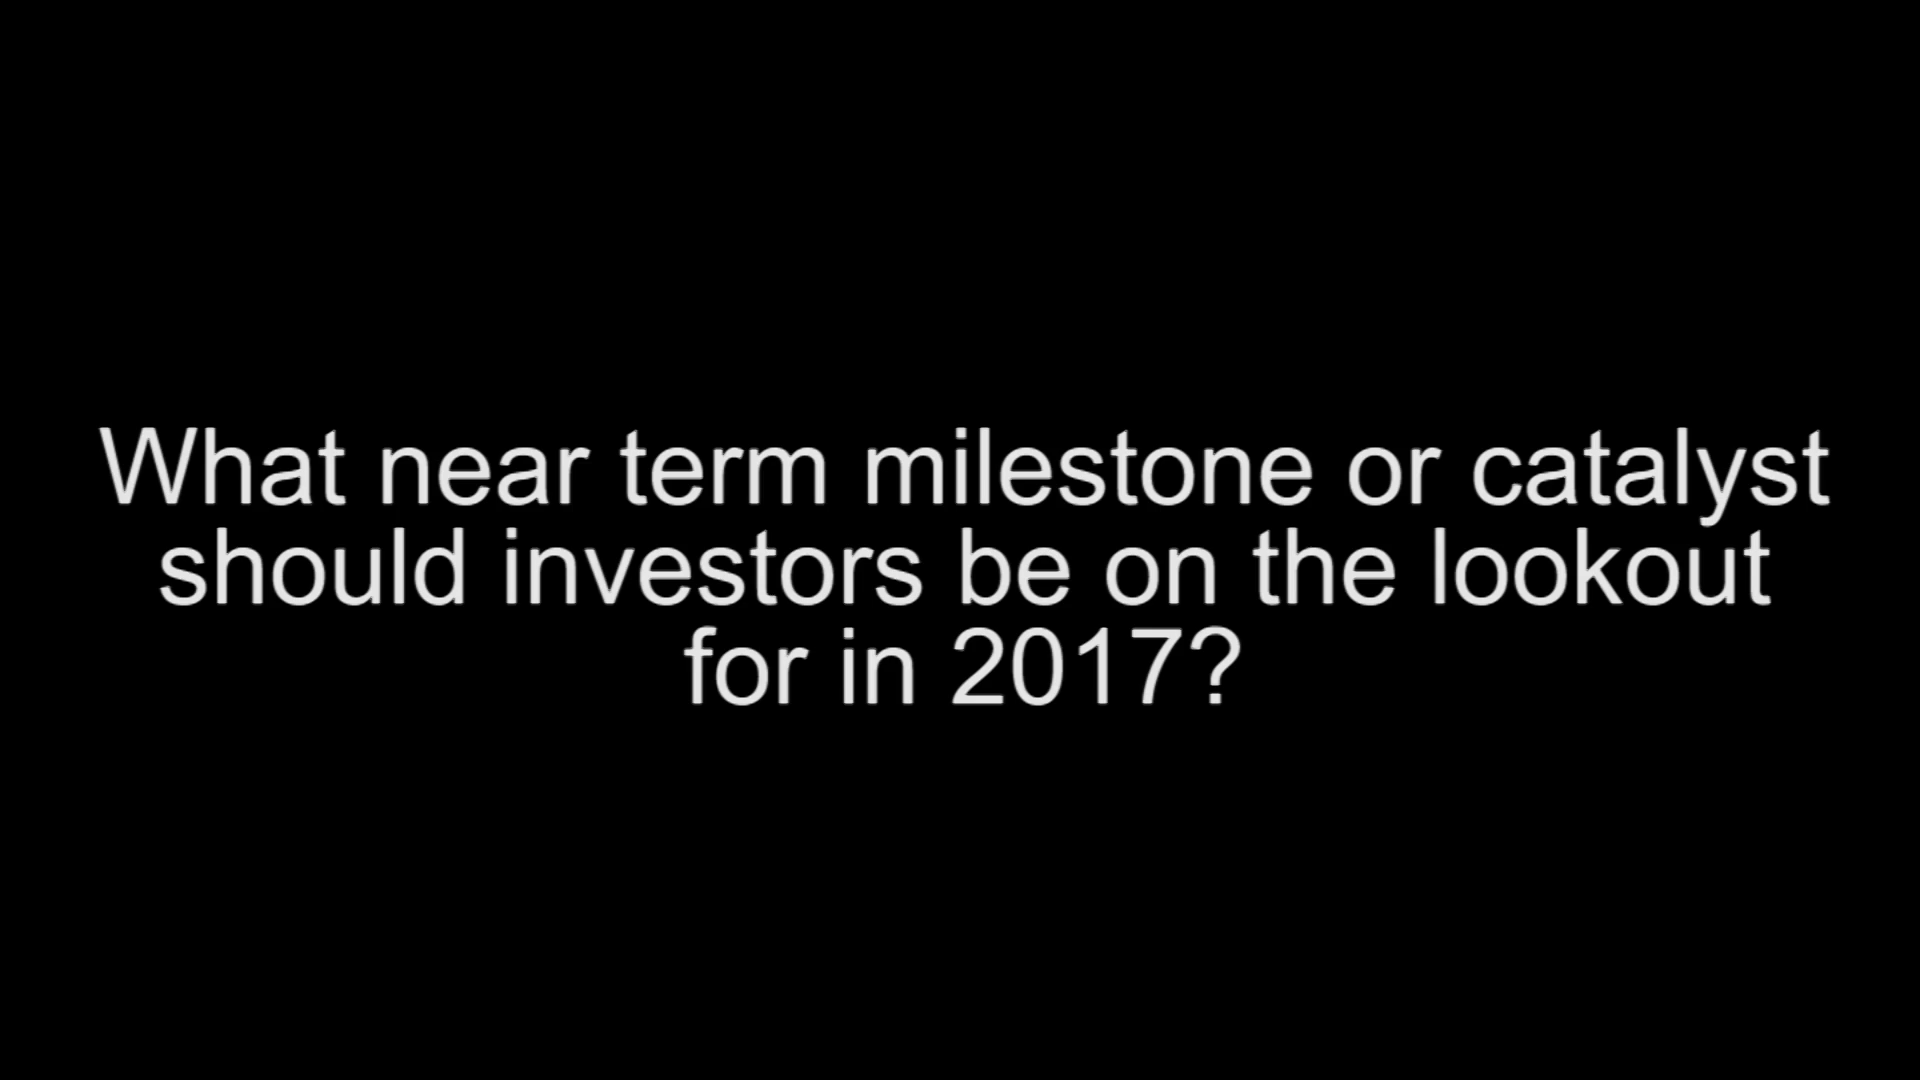 What near term milestone or catalyst
should investors be on the lookout
for in 2017?